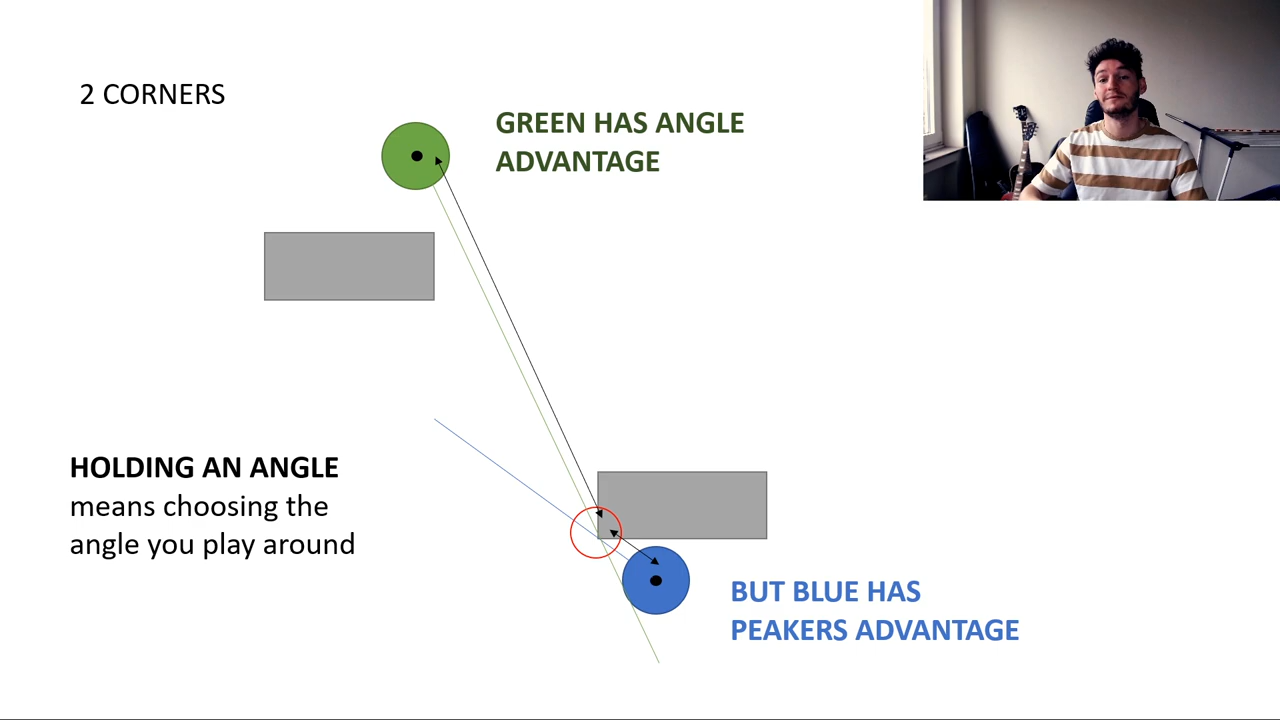 2 CORNERS
GREEN HAS ANGLE
ADVANTAGE
HOLDING AN ANGLE
means choosing the
angle you play around
BUT BLUE HAS
PEAKERS ADVANTAGE